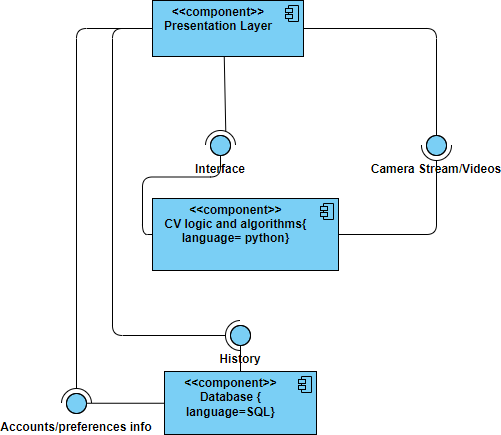 <<component>>
Presentation Layer
Interface
Camera Stream/Videos
<<component>>
CV logic and algorithms{
language= python}
History
<<component>>
Database {
language=SQL}
Accounts/preferences info